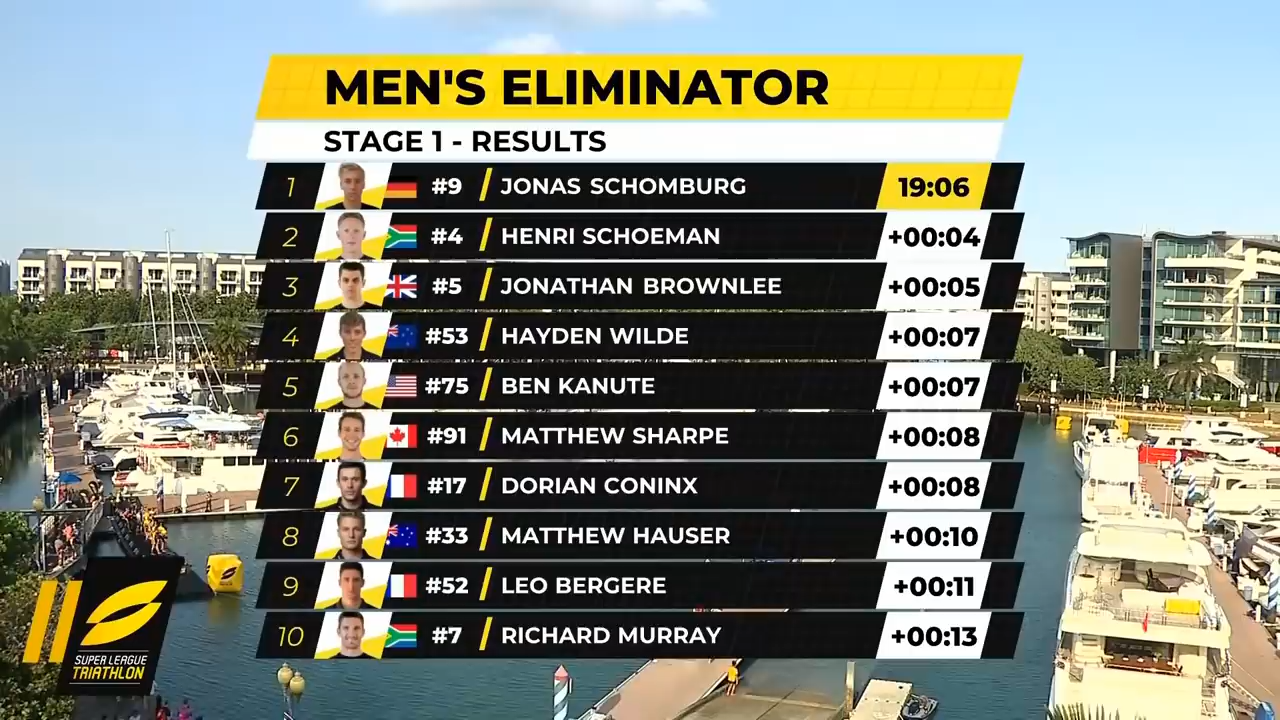 MEN'S ELIMINATOR
STAGE 1 - RESULTS
1 #9 / JONAS SCHOMBURG 19:06
2 #4 / HENRI SCHOEMAN +00:04
3 #5 / JONATHAN BROWNLEE +00:05
4 #53 / HAYDEN WILDE +00:07
5 #75 / BEN KANUTE +00:07
6 #91 / MATTHEW SHARPE +00:08
7 #17 / DORIAN CONINX +00:08
8 #33 / MATTHEW HAUSER +00:10
9 #52 / LEO BERGERE +00:11
10 #7 / RICHARD MURRAY +00:13
SUPER LEAGUE
TRIATHLON